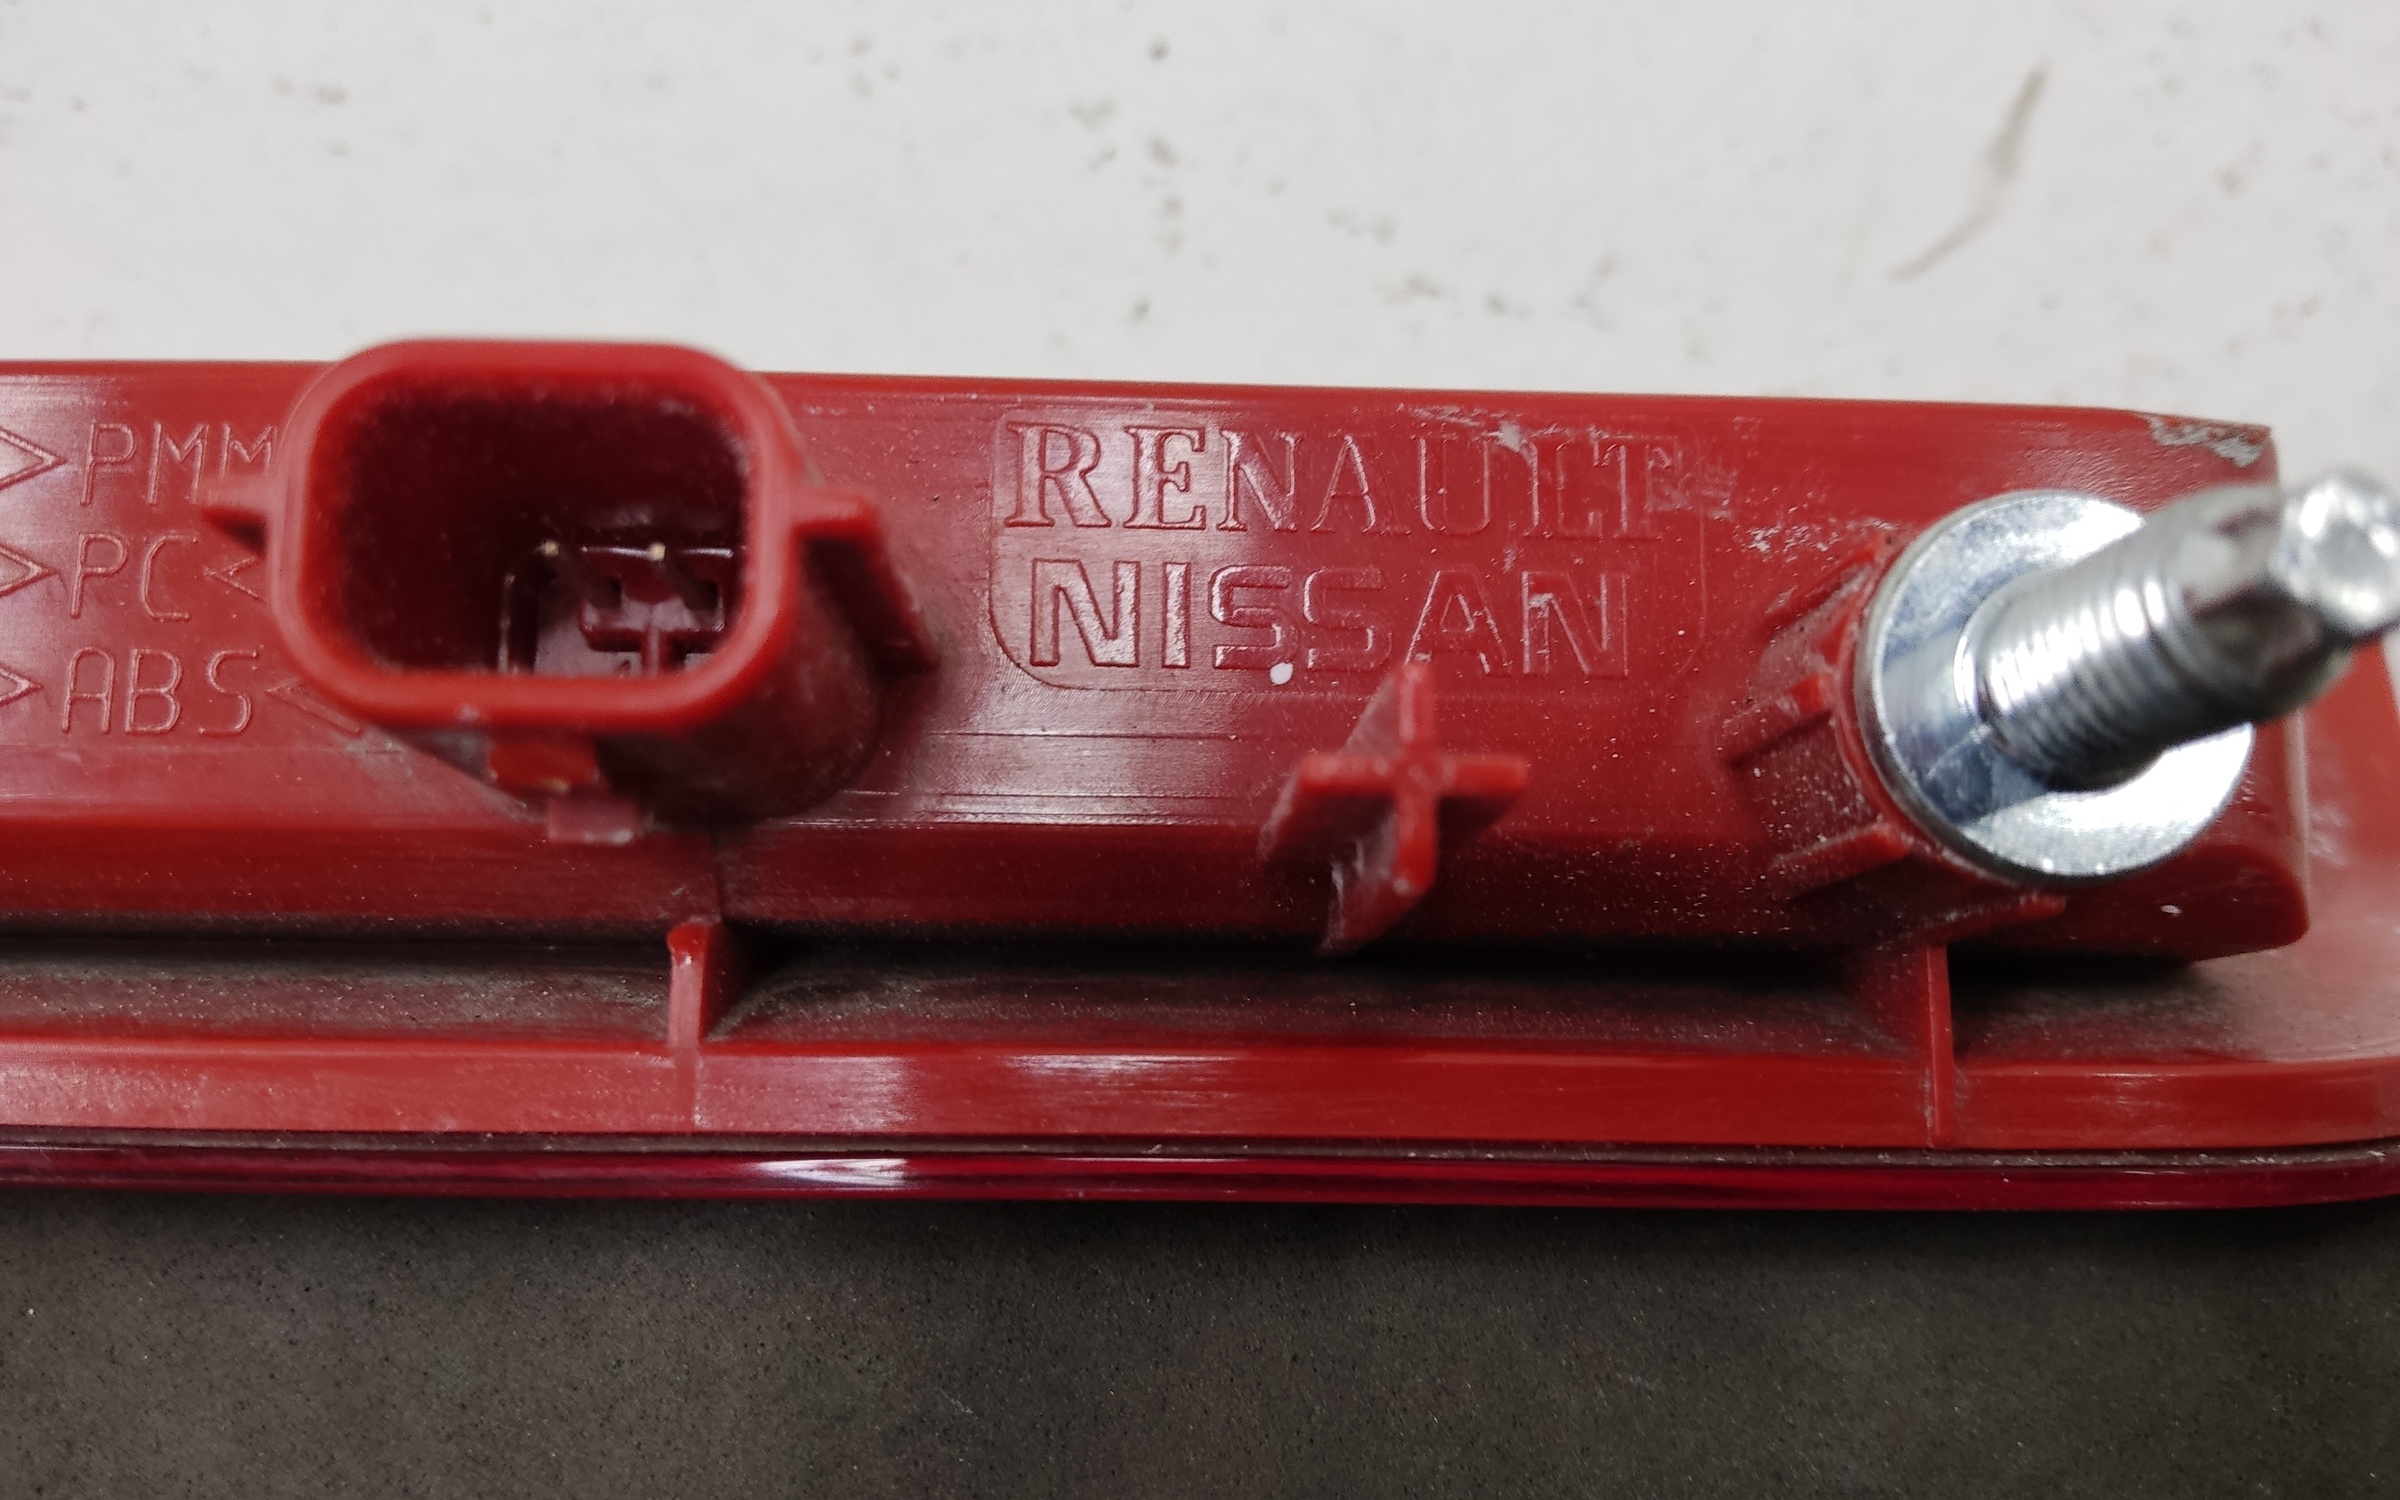 >PMM
>PC<
>ABS<
RENAULT
NISSAN